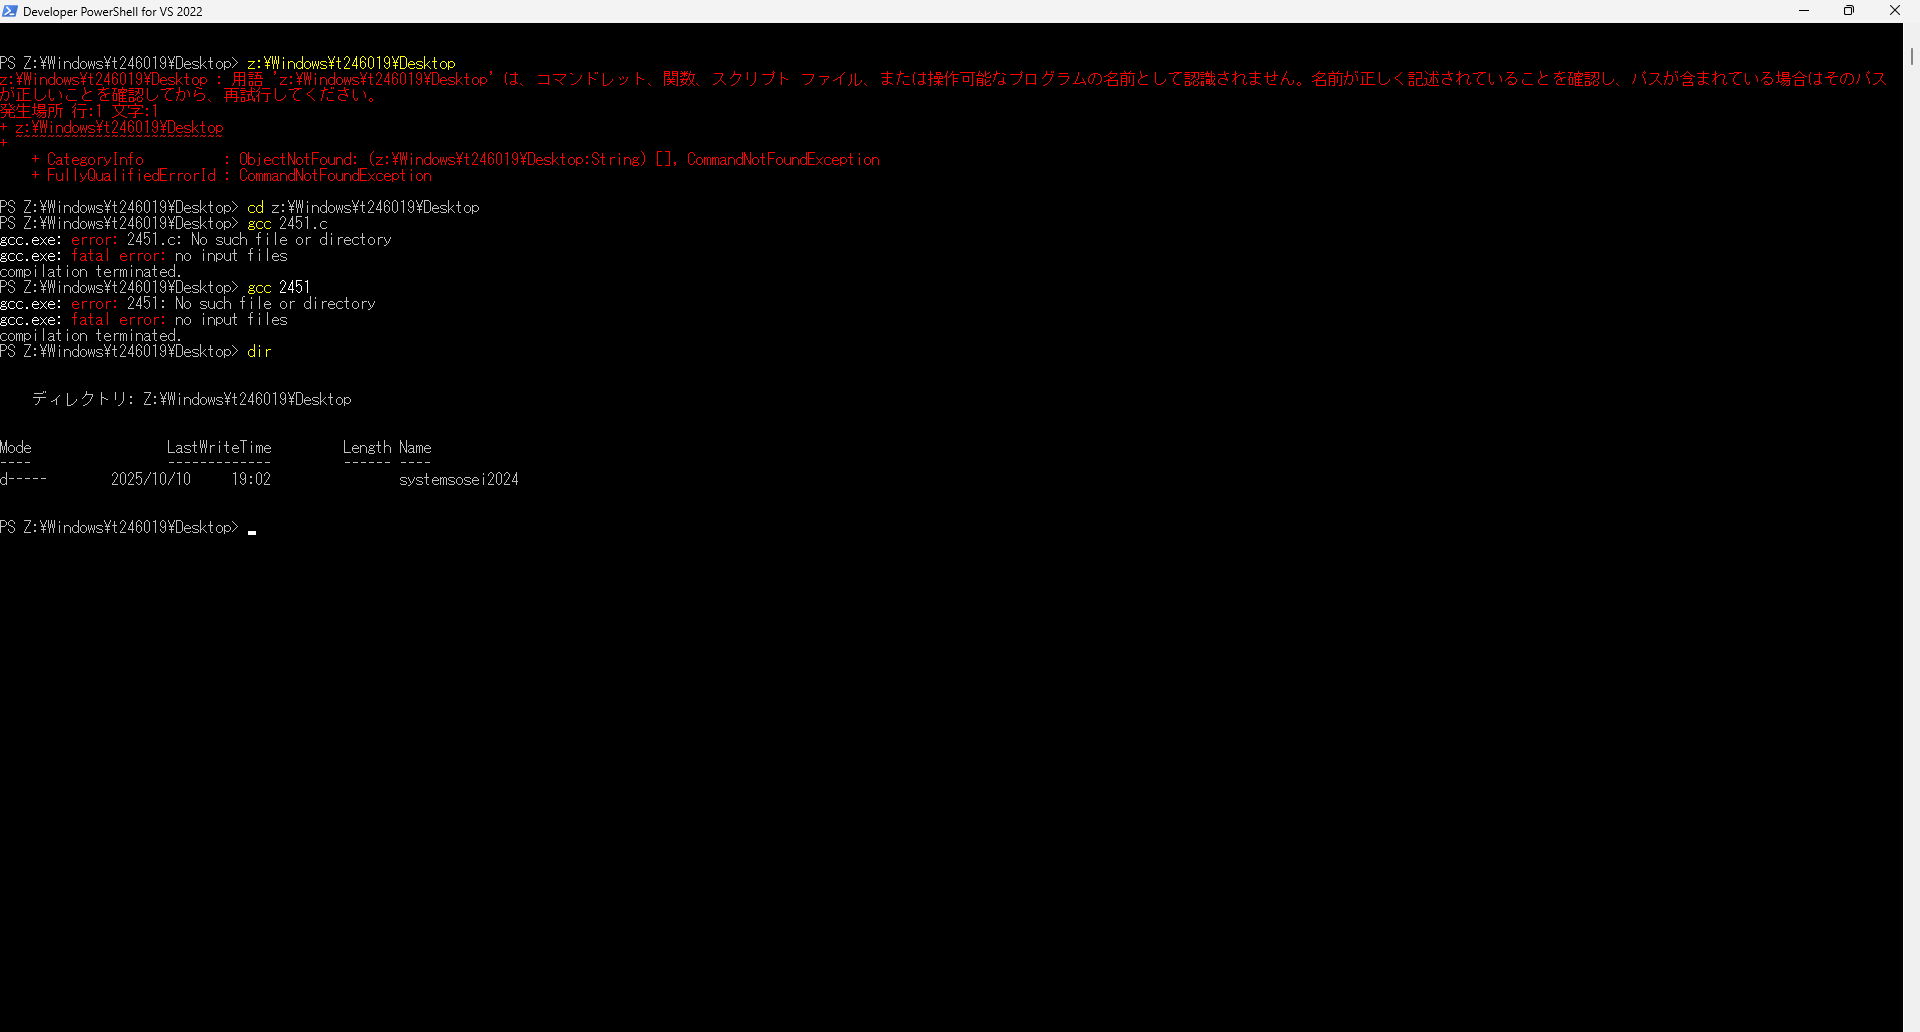 Developer PowerShell for VS 2022
PS Z:¥Windows¥t246019¥Desktop> z:¥Windows¥t246019¥Desktop
z:¥Windows¥t246019¥Desktop : 用語 'z:¥Windows¥t246019¥Desktop' は、コマンドレット、関数、スクリプト ファイル、または操作可能なプログラムの名前として認識されません。名前が正しく記述されていることを確認し、パスが含まれている場合はそのパス
が正しいことを確認してから、再試行してください。
発生場所 行:1 文字:1
+ z:¥Windows¥t246019¥Desktop
+ ~~~~~~~~~~~~~~~~~~~~~~~~~~
+ CategoryInfo          : ObjectNotFound: (z:¥Windows¥t246019¥Desktop:String) [], CommandNotFoundException
+ FullyQualifiedErrorId : CommandNotFoundException
PS Z:¥Windows¥t246019¥Desktop> cd z:¥Windows¥t246019¥Desktop
PS Z:¥Windows¥t246019¥Desktop> gcc 2451.c
gcc.exe: error: 2451.c: No such file or directory
gcc.exe: fatal error: no input files
compilation terminated.
PS Z:¥Windows¥t246019¥Desktop> gcc 2451
gcc.exe: error: 2451: No such file or directory
gcc.exe: fatal error: no input files
compilation terminated.
PS Z:¥Windows¥t246019¥Desktop> dir
ディレクトリ: Z:¥Windows¥t246019¥Desktop
Mode                 LastWriteTime         Length Name
----                 -------------         ------ ----
d-----        2025/10/10     19:02                systemsosei2024
PS Z:¥Windows¥t246019¥Desktop>